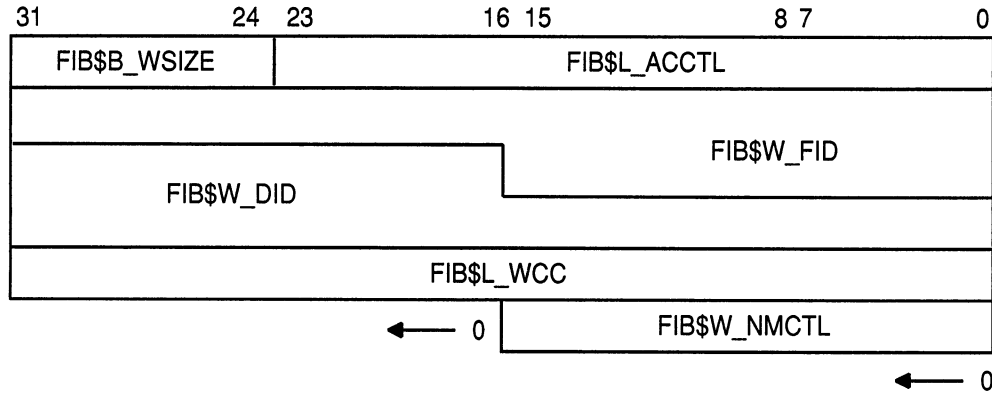 31 24 23 16 15 8 7 0
FIB$B_WSIZE FIB$L_ACCTL
FIB$W_FID
FIB$W_DID
FIB$L_WCC
0 FIB$W_NMCTL
0